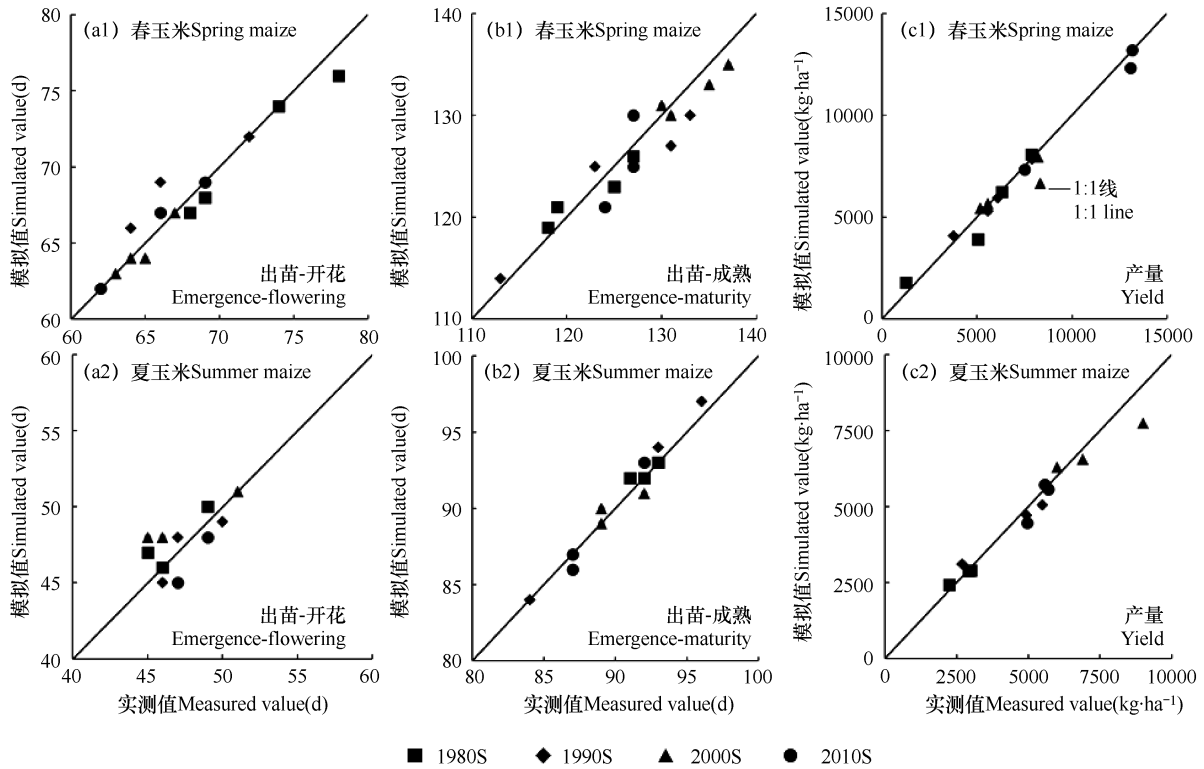 (a1) 春玉米Spring maize
模拟值Simulated value(d)
80
75
70
65
60
60
65
70
75
80
出苗-开花
Emergence-flowering
(b1) 春玉米Spring maize
模拟值Simulated value(d)
140
130
120
110
110
120
130
140
出苗-成熟
Emergence-maturity
(c1) 春玉米Spring maize
模拟值Simulated value(kg·ha⁻¹)
15000
10000
5000
0
0
5000
10000
15000
1:1线
1:1 line
产量
Yield
(a2) 夏玉米Summer maize
模拟值Simulated value(d)
60
55
50
45
40
40
45
50
55
60
出苗-开花
Emergence-flowering
实测值Measured value(d)
(b2) 夏玉米Summer maize
模拟值Simulated value(d)
100
95
90
85
80
80
85
90
95
100
出苗-成熟
Emergence-maturity
实测值Measured value(d)
(c2) 夏玉米Summer maize
模拟值Simulated value(kg·ha⁻¹)
10000
7500
5000
2500
0
0
2500
5000
7500
10000
产量
Yield
实测值Measured value(kg·ha⁻¹)
1980S
1990S
2000S
2010S